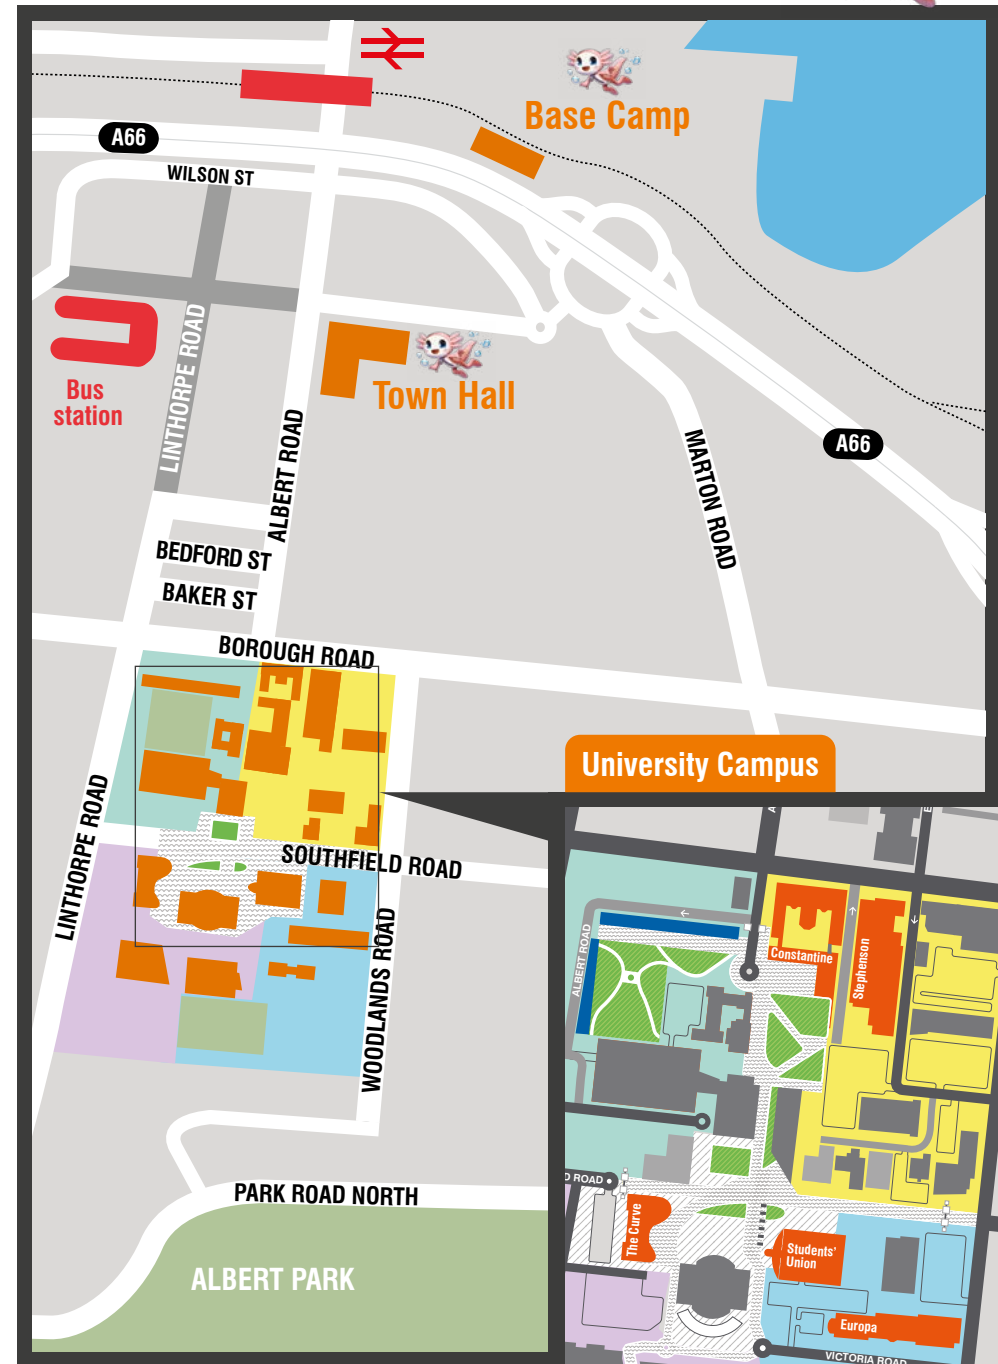 Base Camp
A66
WILSON ST
LINTHORPE ROAD
Bus
station
Town Hall
ALBERT ROAD
A66
MARTON ROAD
BEDFORD ST
BAKER ST
BOROUGH ROAD
University Campus
LINTHORPE ROAD
SOUTHFIELD ROAD
WOODLANDS ROAD
PARK ROAD NORTH
ALBERT PARK
A
E
ALBERT ROAD
Constantine
Stephenson
D ROAD
The Curve
Students'
Union
Europa
VICTORIA ROAD